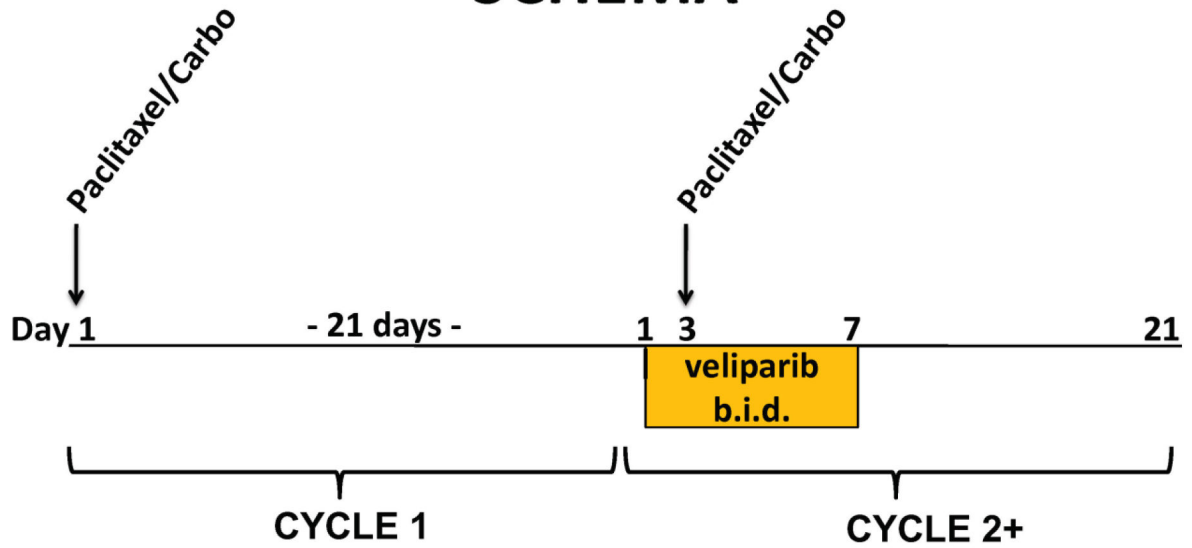 Paclitaxel/Carbo
Paclitaxel/Carbo
Day 1
- 21 days -
1 3 7 21
veliparib
b.i.d.
CYCLE 1
CYCLE 2+